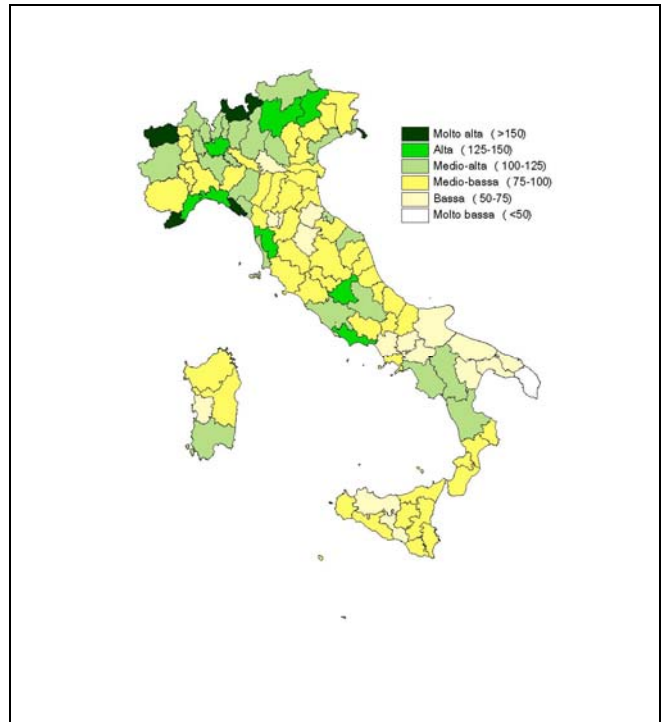 Molto alta (>150)
Alta (125-150)
Medio-alta (100-125)
Medio-bassa (75-100)
Bassa (50-75)
Molto bassa (<50)